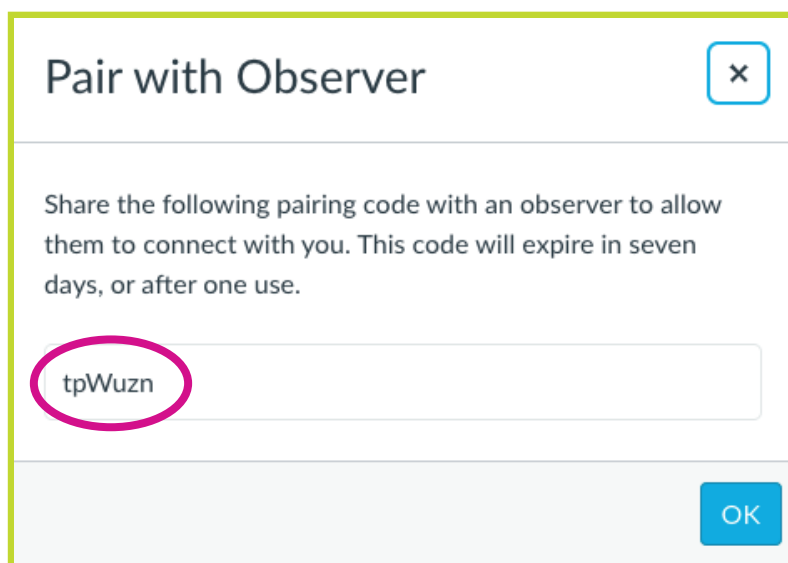 Pair with Observer
×
Share the following pairing code with an observer to allow
them to connect with you. This code will expire in seven
days, or after one use.
tpWuzn
OK